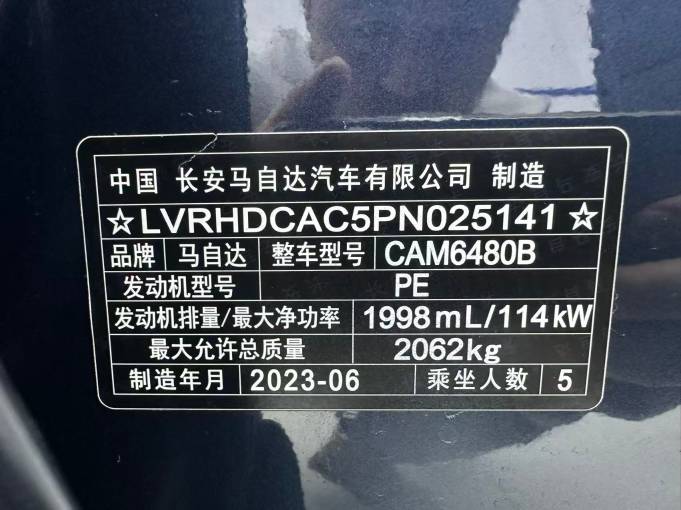 中国 长安马自达汽车有限公司 制造
☆LVRHDCAC5PN025141☆
品牌 马自达 整车型号 CAM6480B
发动机型号 PE
发动机排量/最大净功率 1998mL/114kW
最大允许总质量 2062kg
制造年月 2023-06 乘坐人数 5